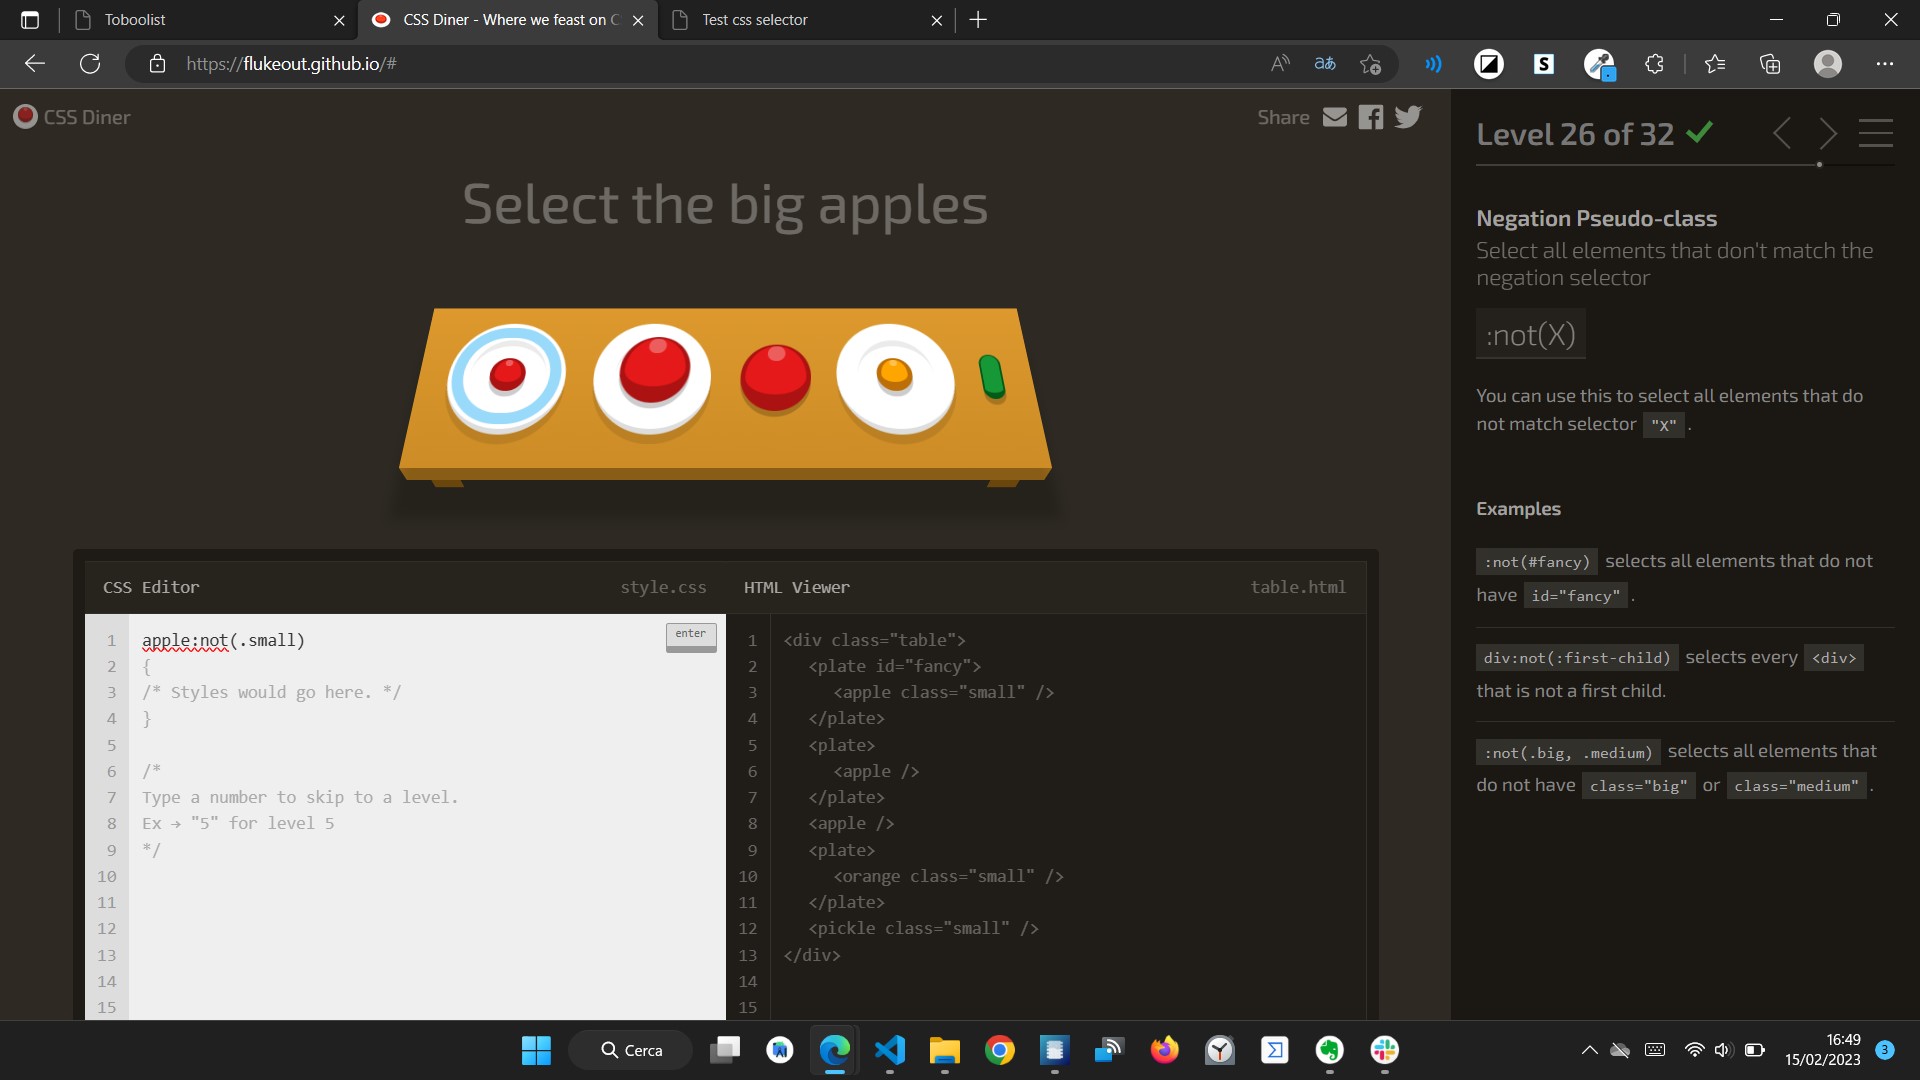 Toboolist
CSS Diner - Where we feast on C
Test css selector
https://flukeout.github.io/#
CSS Diner
Share
Select the big apples
CSS Editor
style.css
enter
1 apple:not(.small)
2 {
3 /* Styles would go here. */
4 }
5
6 /*
7 Type a number to skip to a level.
8 Ex → "5" for level 5
9 */
10
11
12
13
14
15
HTML Viewer
table.html
1 <div class="table">
2 <plate id="fancy">
3 <apple class="small" />
4 </plate>
5 <plate>
6 <apple />
7 </plate>
8 <apple />
9 <plate>
10 <orange class="small" />
11 </plate>
12 <pickle class="small" />
13 </div>
14
15
Level 26 of 32
Negation Pseudo-class
Select all elements that don't match the
negation selector
:not(X)
You can use this to select all elements that do
not match selector "X" .
Examples
:not(#fancy) selects all elements that do not
have id="fancy" .
div:not(:first-child) selects every <div>
that is not a first child.
:not(.big, .medium) selects all elements that
do not have class="big" or class="medium" .
Cerca
16:49
15/02/2023
3